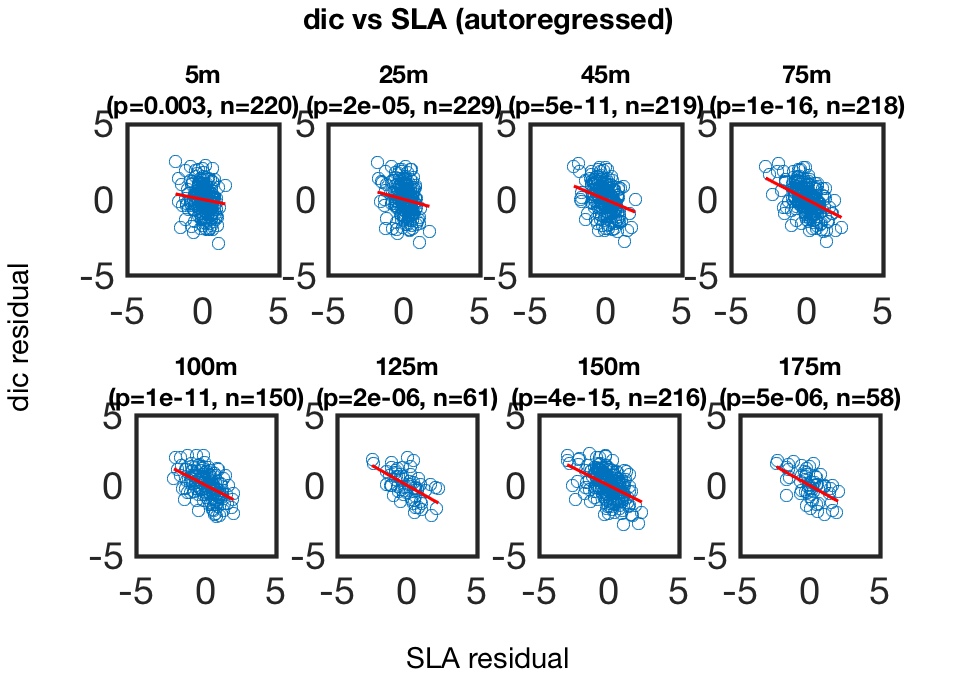 dic vs SLA (autoregressed)
5m
(p=0.003, n=220)
25m
(p=2e-05, n=229)
45m
(p=5e-11, n=219)
75m
(p=1e-16, n=218)
5
0
-5
-5 0 5
5
0
-5
-5 0 5
5
0
-5
-5 0 5
5
0
-5
-5 0 5
dic residual
100m
(p=1e-11, n=150)
125m
(p=2e-06, n=61)
150m
(p=4e-15, n=216)
175m
(p=5e-06, n=58)
5
0
-5
-5 0 5
5
0
-5
-5 0 5
5
0
-5
-5 0 5
5
0
-5
-5 0 5
SLA residual